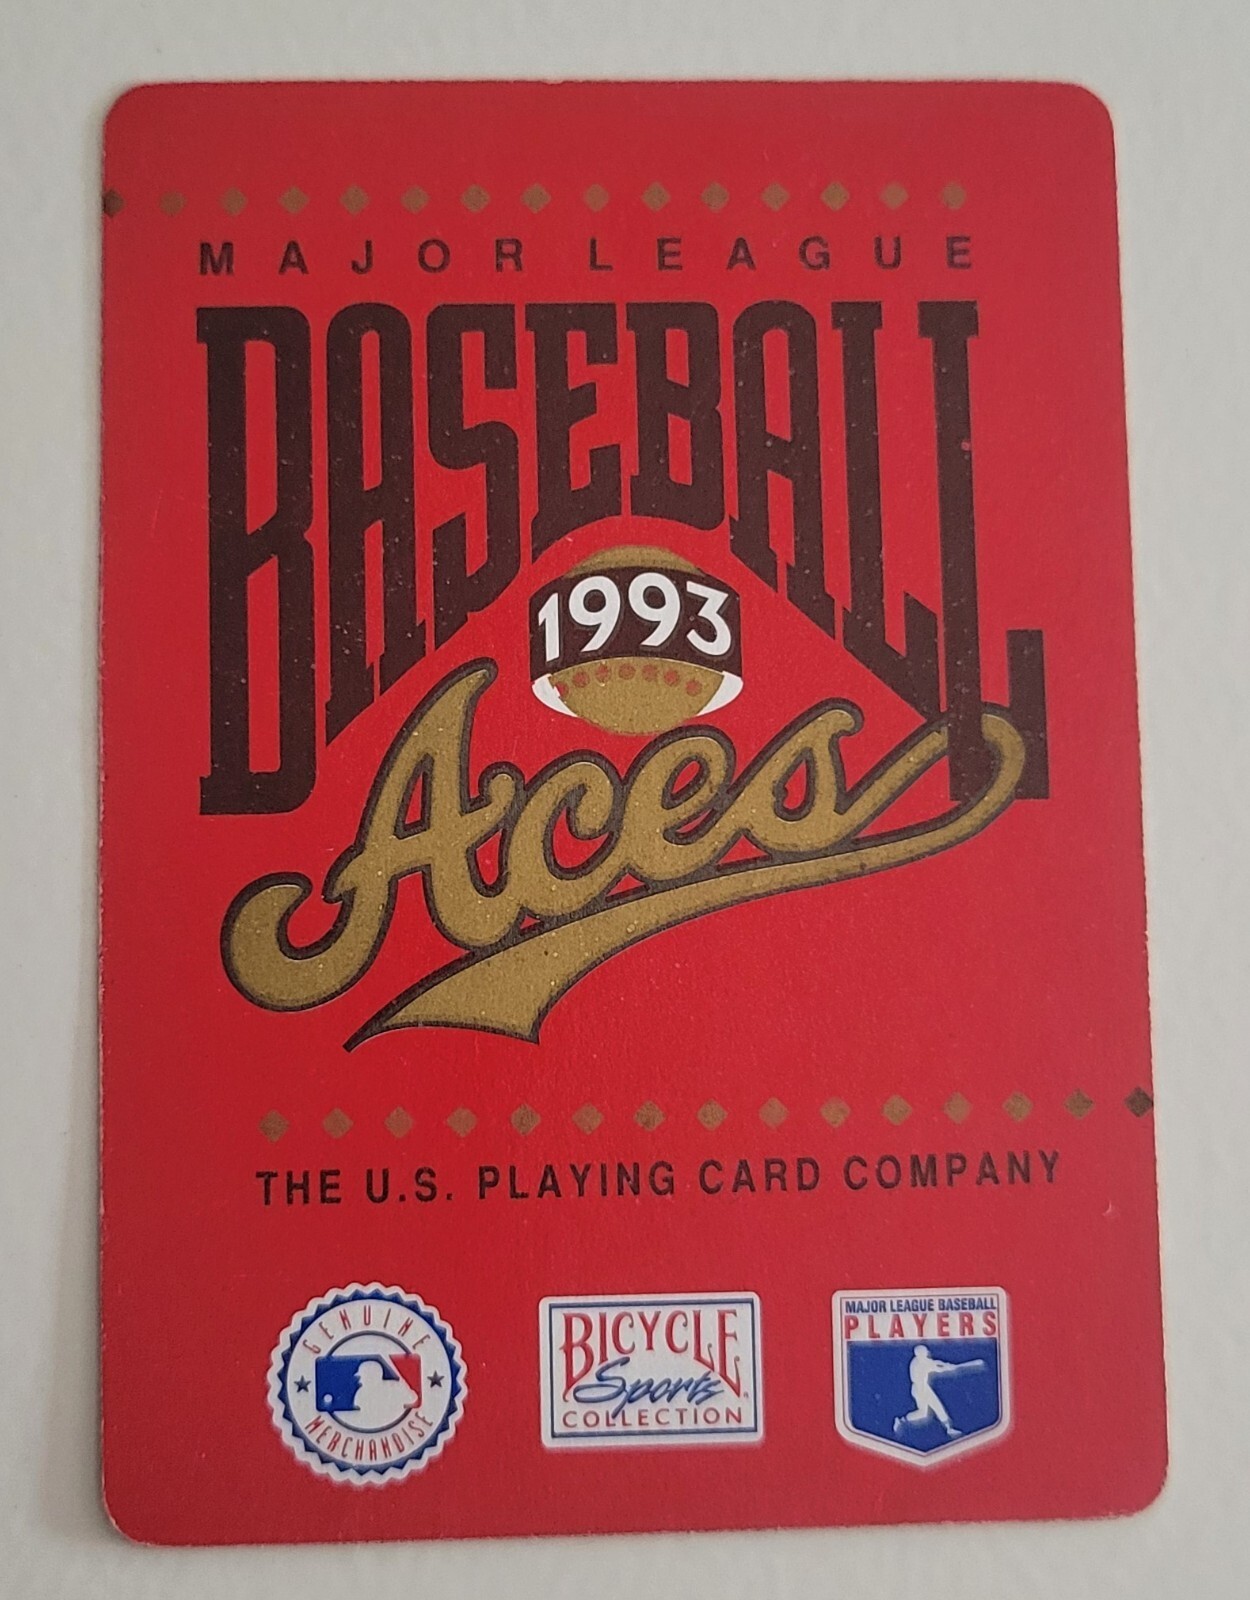 MAJOR LEAGUE
BASEBALL
1993
Aces
THE U.S. PLAYING CARD COMPANY
GENUINE
MERCHANDISE
BICYCLE
Sports
COLLECTION
MAJOR LEAGUE BASEBALL
PLAYERS